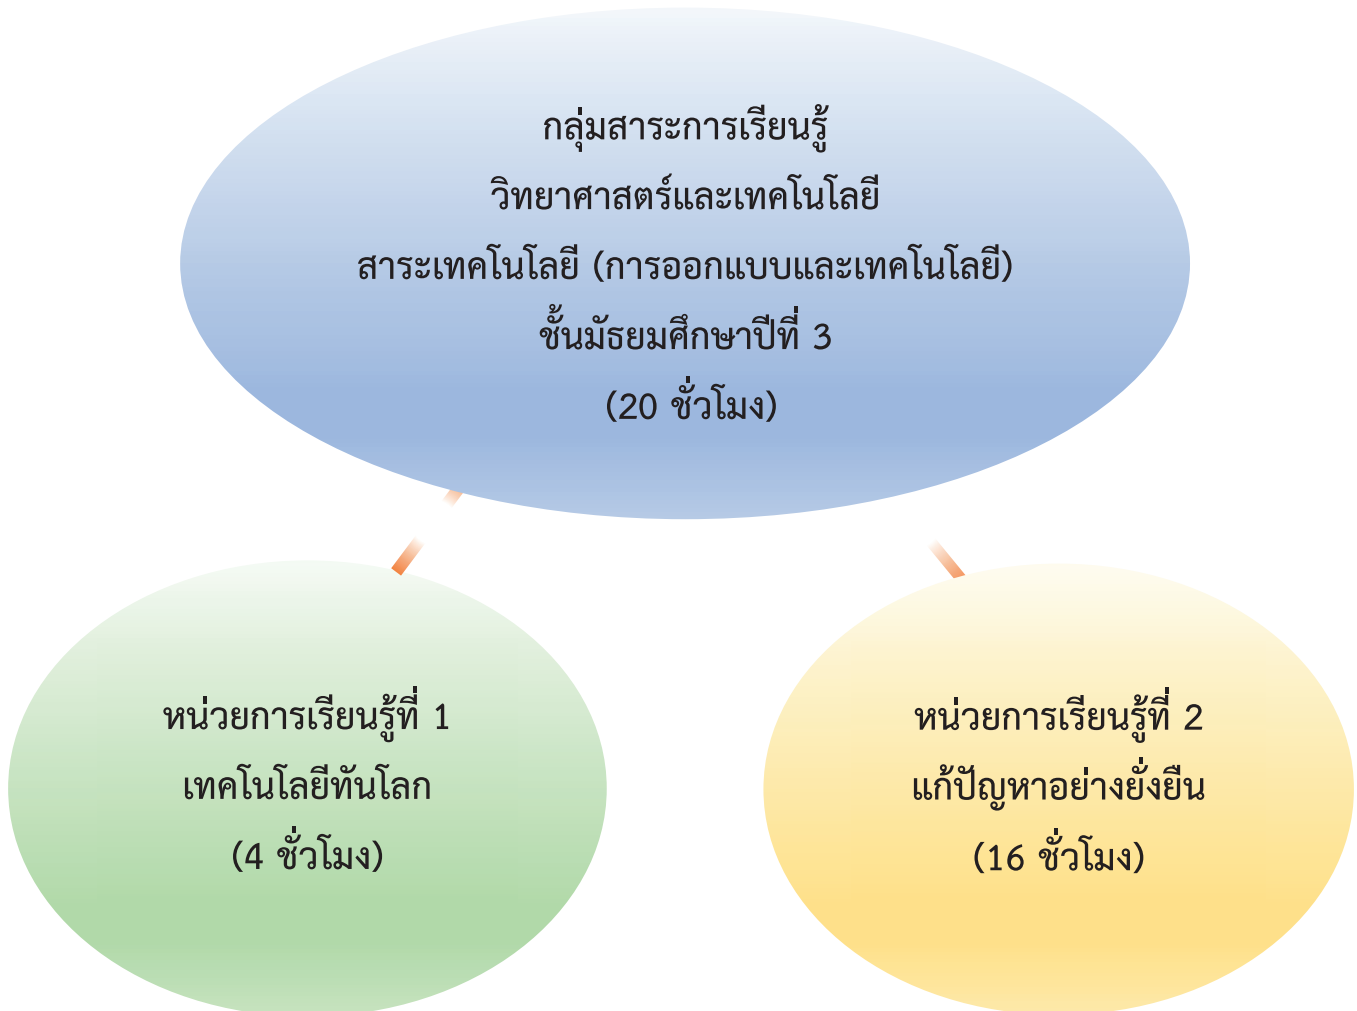 กลุ่มสาระการเรียนรู้
วิทยาศาสตร์และเทคโนโลยี
สาระเทคโนโลยี (การออกแบบและเทคโนโลยี)
ชั้นมัธยมศึกษาปีที่ 3
(20 ชั่วโมง)
หน่วยการเรียนรู้ที่ 1
เทคโนโลยีทันโลก
(4 ชั่วโมง)
หน่วยการเรียนรู้ที่ 2
แก้ปัญหาอย่างยั่งยืน
(16 ชั่วโมง)